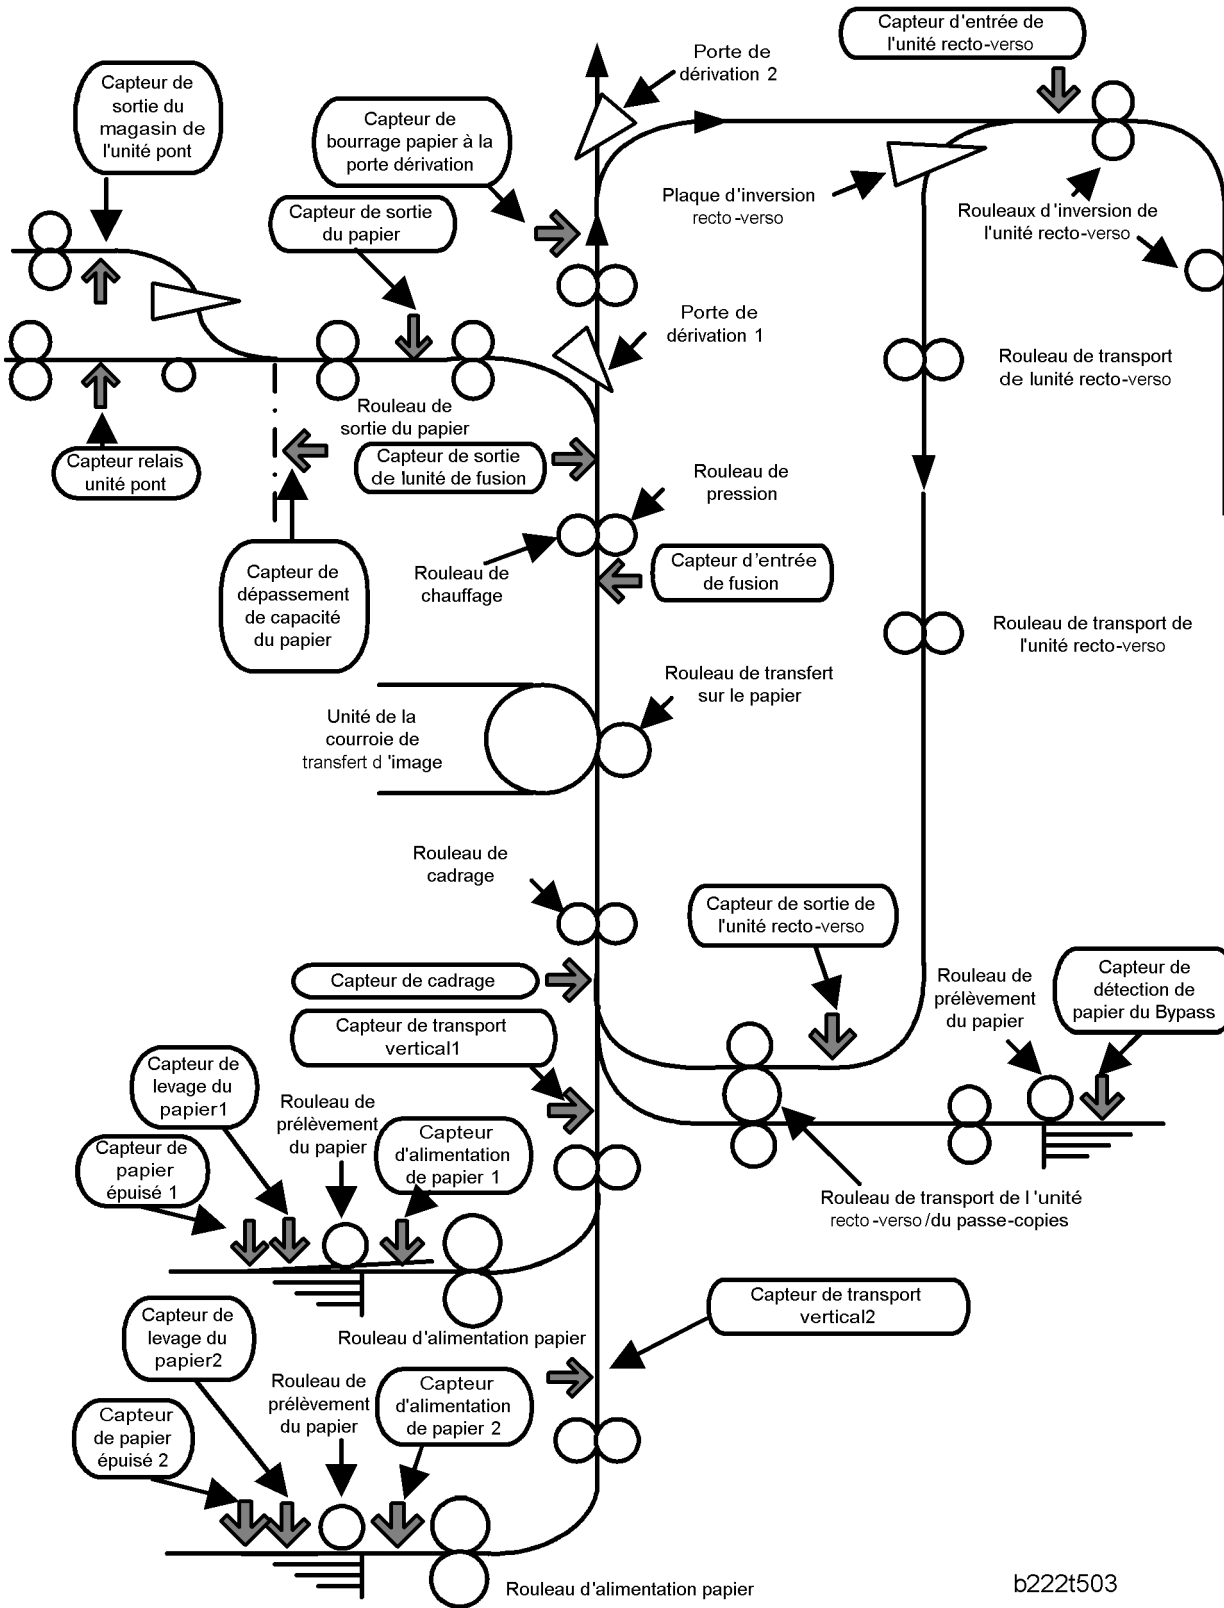 Capteur d'entrée de
l'unité recto-verso
Porte de
dérivation 2
Capteur de
sortie du
magasin de
l'unité pont
Capteur de
bourrage papier à la
porte dérivation
Capteur de sortie
du papier
Plaque d'inversion
recto-verso
Rouleaux d'inversion de
l'unité recto-verso
Porte de
dérivation 1
Rouleau de transport
de lunité recto-verso
Rouleau de
sortie du papier
Capteur relais
unité pont
Capteur de sortie
de lunité de fusion
Rouleau de
pression
Capteur de
dépassement
de capacité
du papier
Rouleau de
chauffage
Capteur d'entrée
de fusion
Rouleau de transport de
l'unité recto-verso
Rouleau de transfert
sur le papier
Unité de la
courroie de
transfert d 'image
Rouleau de
cadrage
Capteur de sortie de
l'unité recto-verso
Capteur de cadrage
Rouleau de
prélèvement
du papier
Capteur de
détection de
papier du Bypass
Capteur de transport
vertical1
Capteur de
levage du
papier1
Rouleau de
prélèvement
du papier
Capteur
d'alimentation
de papier 1
Capteur de
papier
épuisé 1
Rouleau de transport de l 'unité
recto-verso/du passe-copies
Capteur de transport
vertical2
Rouleau d'alimentation papier
Capteur de
levage du
papier2
Rouleau de
prélèvement
du papier
Capteur
d'alimentation
de papier 2
Capteur
de papier
épuisé 2
Rouleau d'alimentation papier
b222t503